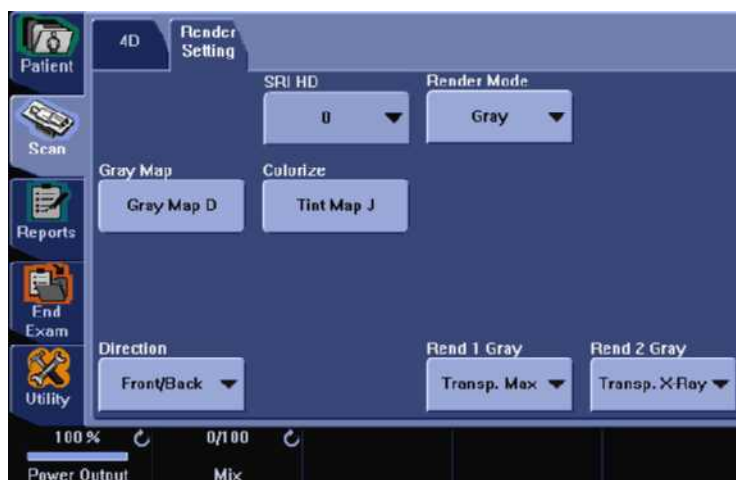 Patient
4D
Render
Setting
SRI HD
Render Mode
0
Gray
Scan
Gray Map
Colorize
Gray Map D
Tint Map J
Reports
End
Exam
Direction
Rend 1 Gray
Rend 2 Gray
Front/Back
Transp. Max
Transp. X-Ray
Utility
100 %
0/100
Power Output
Mix